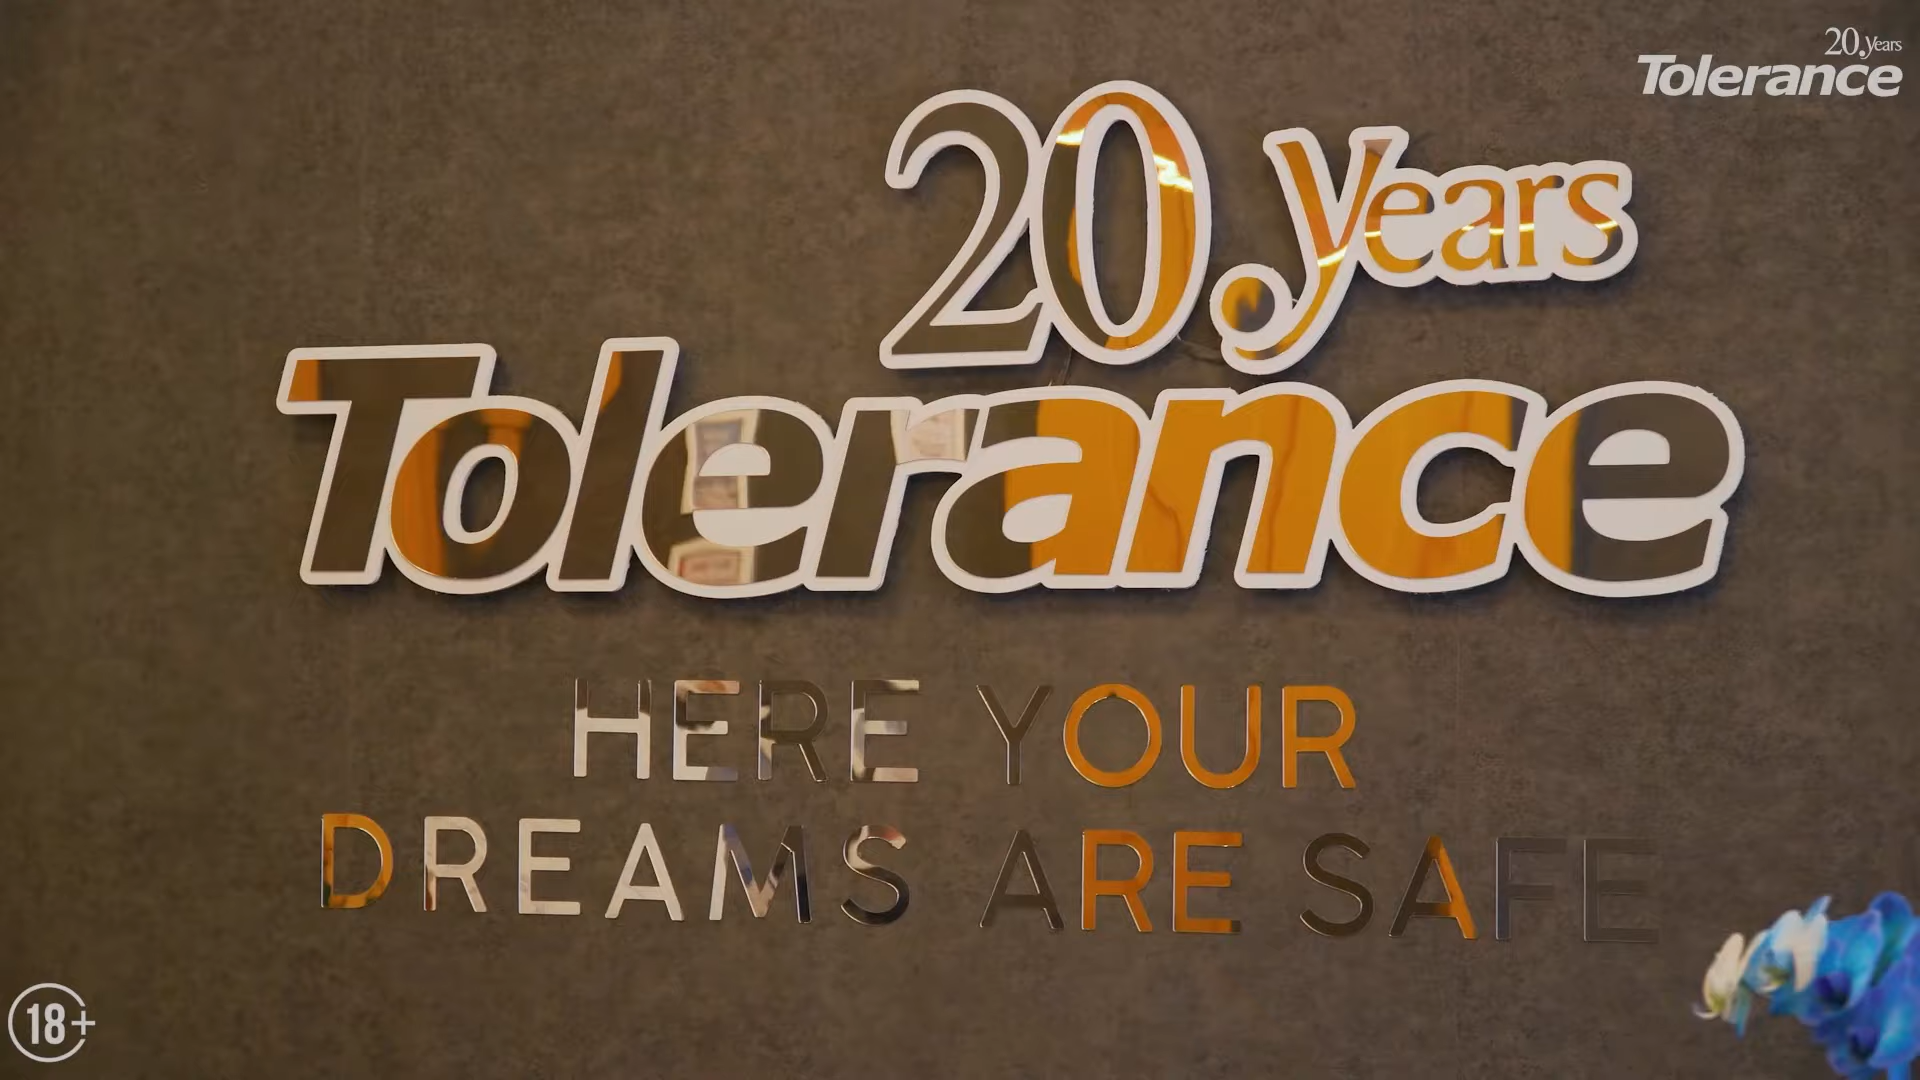 20.Years
Tolerance
20.Years
Tolerance
HERE YOUR
DREAMS ARE SAFE
18+